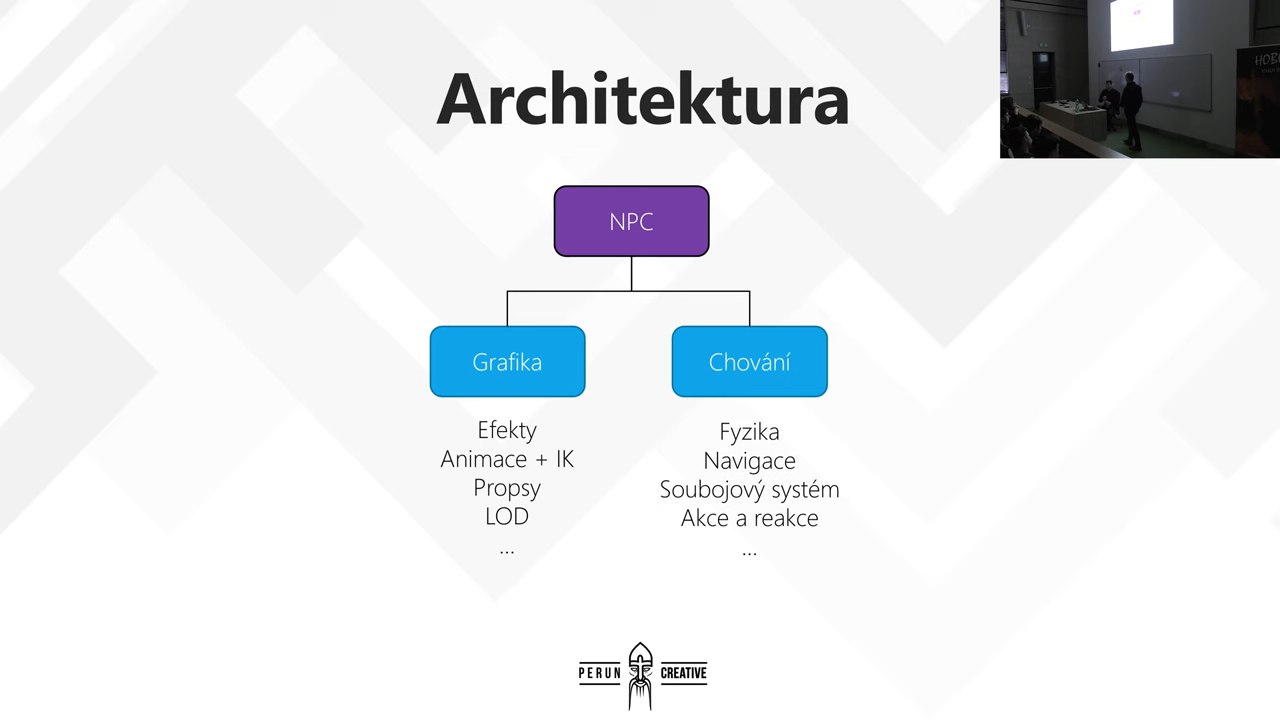 Architektura
NPC
Grafika
Chování
Efekty
Animace + IK
Propsy
LOD
...
Fyzika
Navigace
Soubojový systém
Akce a reakce
...
PERUN CREATIVE